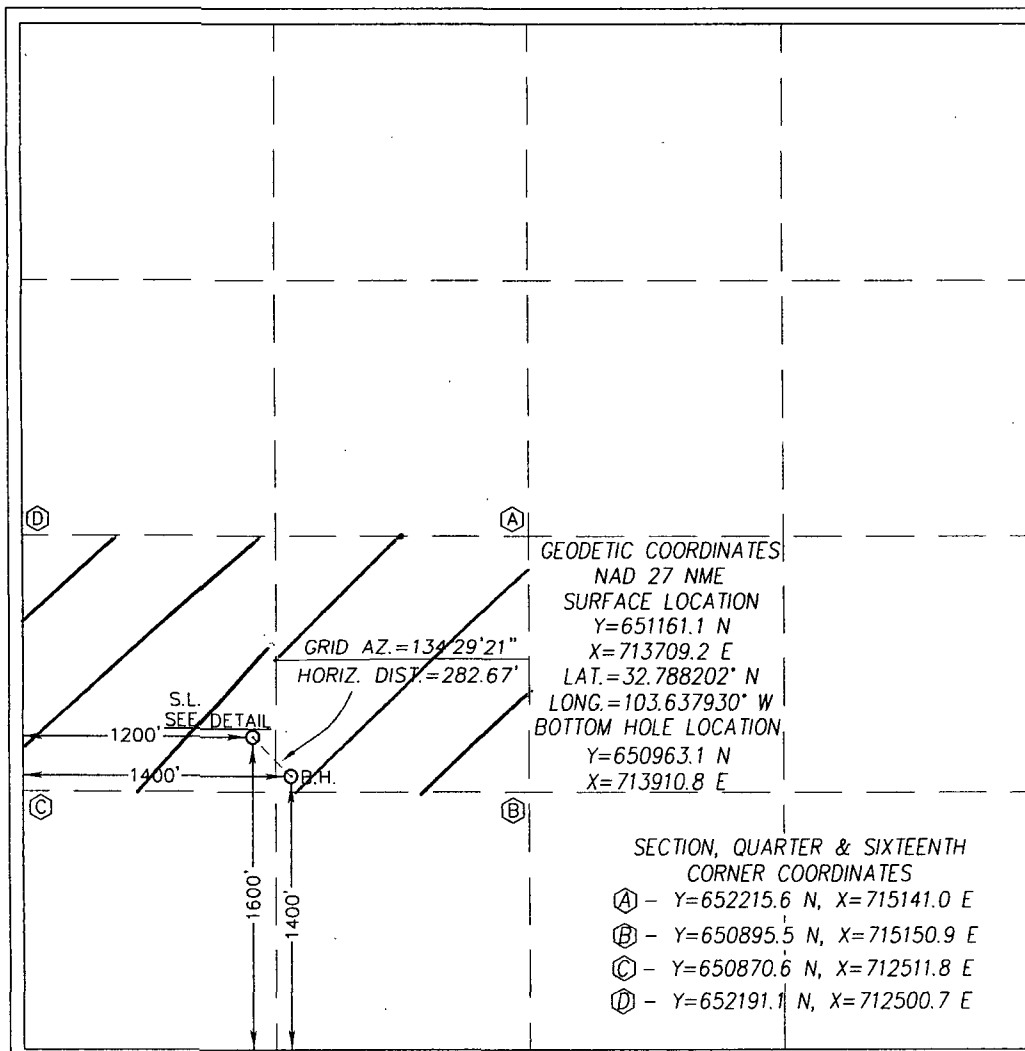 D
A
GEODETIC COORDINATES
NAD 27 NME
SURFACE LOCATION
Y=651161.1 N
X=713709.2 E
LAT.=32.788202° N
LONG.=103.637930° W
BOTTOM HOLE LOCATION
Y=650963.1 N
X=713910.8 E
GRID AZ.=134°29'21"
HORIZ. DIST.=282.67'
S.L.
SEE DETAIL
1200'
1400'
B.H.
C
B
1600'
1400'
SECTION, QUARTER & SIXTEENTH
CORNER COORDINATES
A - Y=652215.6 N, X=715141.0 E
B - Y=650895.5 N, X=715150.9 E
C - Y=650870.6 N, X=712511.8 E
D - Y=652191.1 N, X=712500.7 E